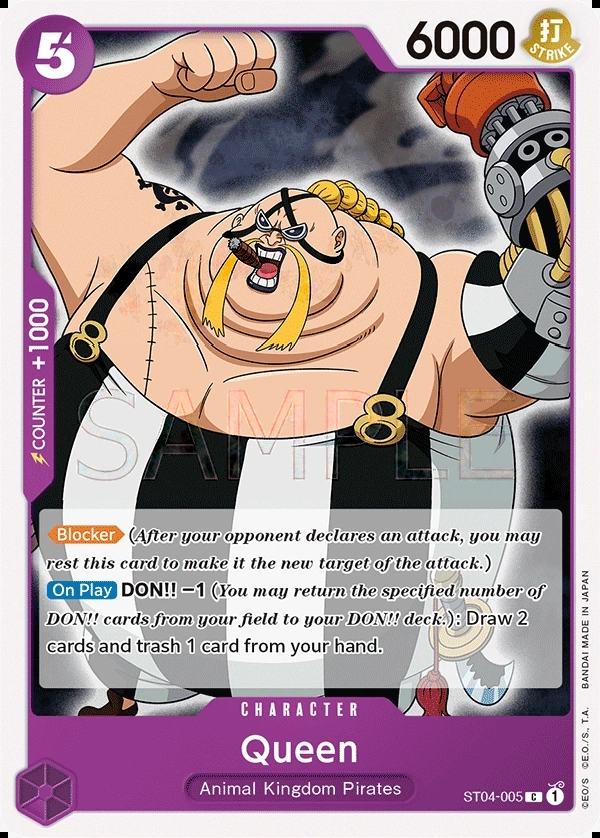 5
6000
打
STRIKE
COUNTER +1000
SAMPLE
Blocker (After your opponent declares an attack, you may
rest this card to make it the new target of the attack.)
On Play DON!! −1 (You may return the specified number of
DON!! cards from your field to your DON!! deck.): Draw 2
cards and trash 1 card from your hand.
CHARACTER
Queen
Animal Kingdom Pirates
ST04-005 C 1
©EO/S ©E.O./S., T.A. BANDAI MADE IN JAPAN